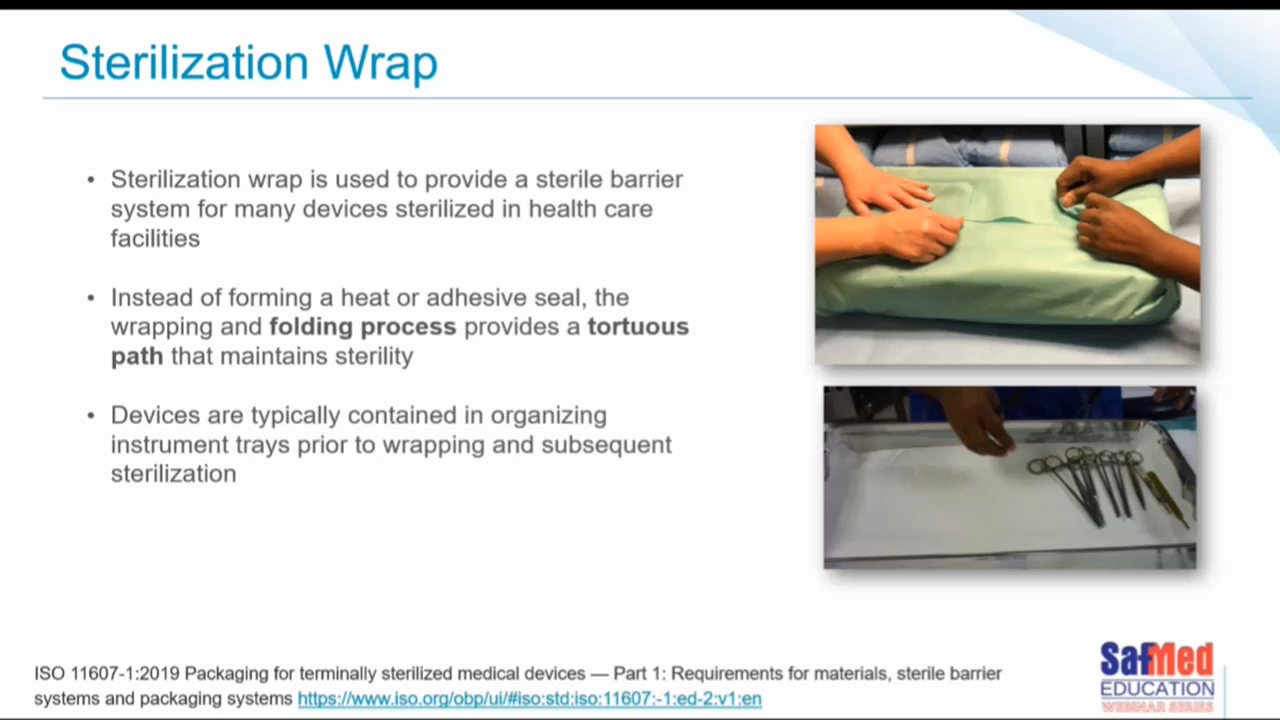 Sterilization Wrap
• Sterilization wrap is used to provide a sterile barrier
system for many devices sterilized in health care
facilities
• Instead of forming a heat or adhesive seal, the
wrapping and folding process provides a tortuous
path that maintains sterility
• Devices are typically contained in organizing
instrument trays prior to wrapping and subsequent
sterilization
ISO 11607-1:2019 Packaging for terminally sterilized medical devices — Part 1: Requirements for materials, sterile barrier
systems and packaging systems https://www.iso.org/obp/ui/#iso:std:iso:11607:-1:ed-2:v1:en
SafMed
EDUCATION
WEBINAR SERIES